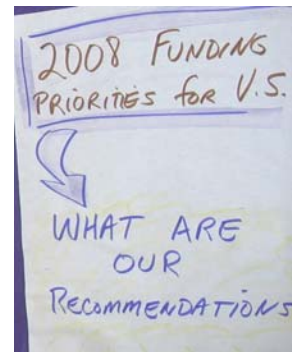 2008 FUNDING
PRIORITIES for U.S.
WHAT ARE
OUR
RECOMMENDATIONS